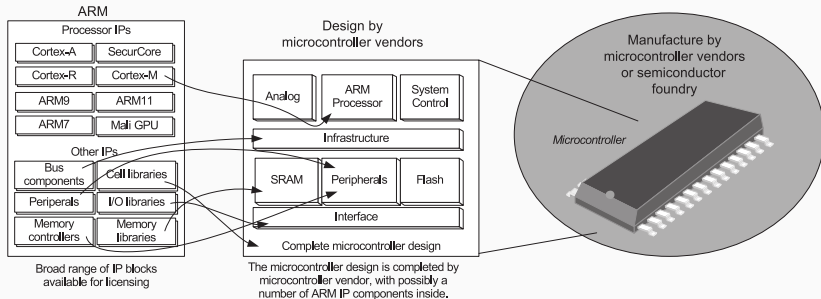 ARM
Processor IPs
Cortex-A
SecurCore
Cortex-R
Cortex-M
ARM9
ARM11
ARM7
Mali GPU
Other IPs
Bus
components
Cell libraries
Periperals
I/O libraries
Memory
controllers
Memory
libraries
Broad range of IP blocks
available for licensing
Design by
microcontroller vendors
Analog
ARM
Processor
System
Control
Infrastructure
SRAM
Peripherals
Flash
Interface
Complete microcontroller design
The microcontroller design is completed by
microcontroller vendor, with possibly a
number of ARM IP components inside.
Manufacture by
microcontroller vendors
or semiconductor
foundry
Microcontroller